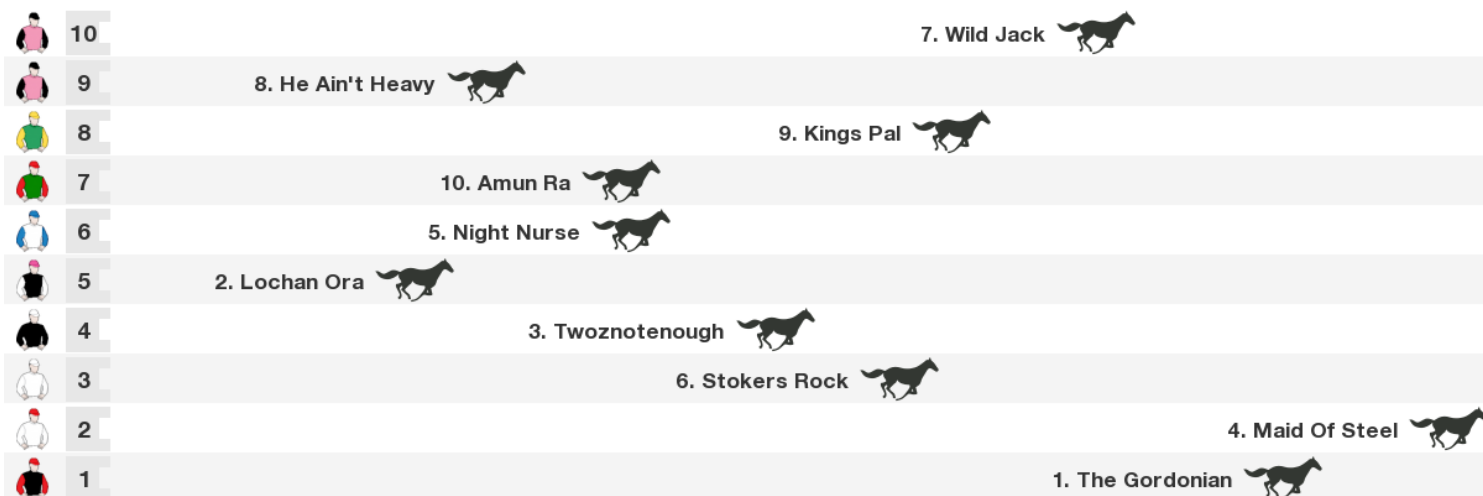 10 7. Wild Jack
9 8. He Ain't Heavy
8 9. Kings Pal
7 10. Amun Ra
6 5. Night Nurse
5 2. Lochan Ora
4 3. Twoznotenough
3 6. Stokers Rock
2 4. Maid Of Steel
1 1. The Gordonian